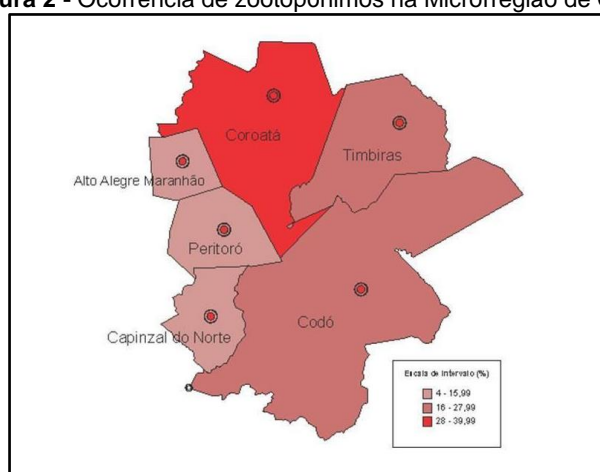 ura 2 - Ocorrência de zootopônimos na Microrregião de
Coroatá
Timbiras
Alto Alegre Maranhão
Peritoró
Codó
Capinzal do Norte
Escala de Intervalo (%)
4 - 15,99
16 - 27,99
28 - 39,99